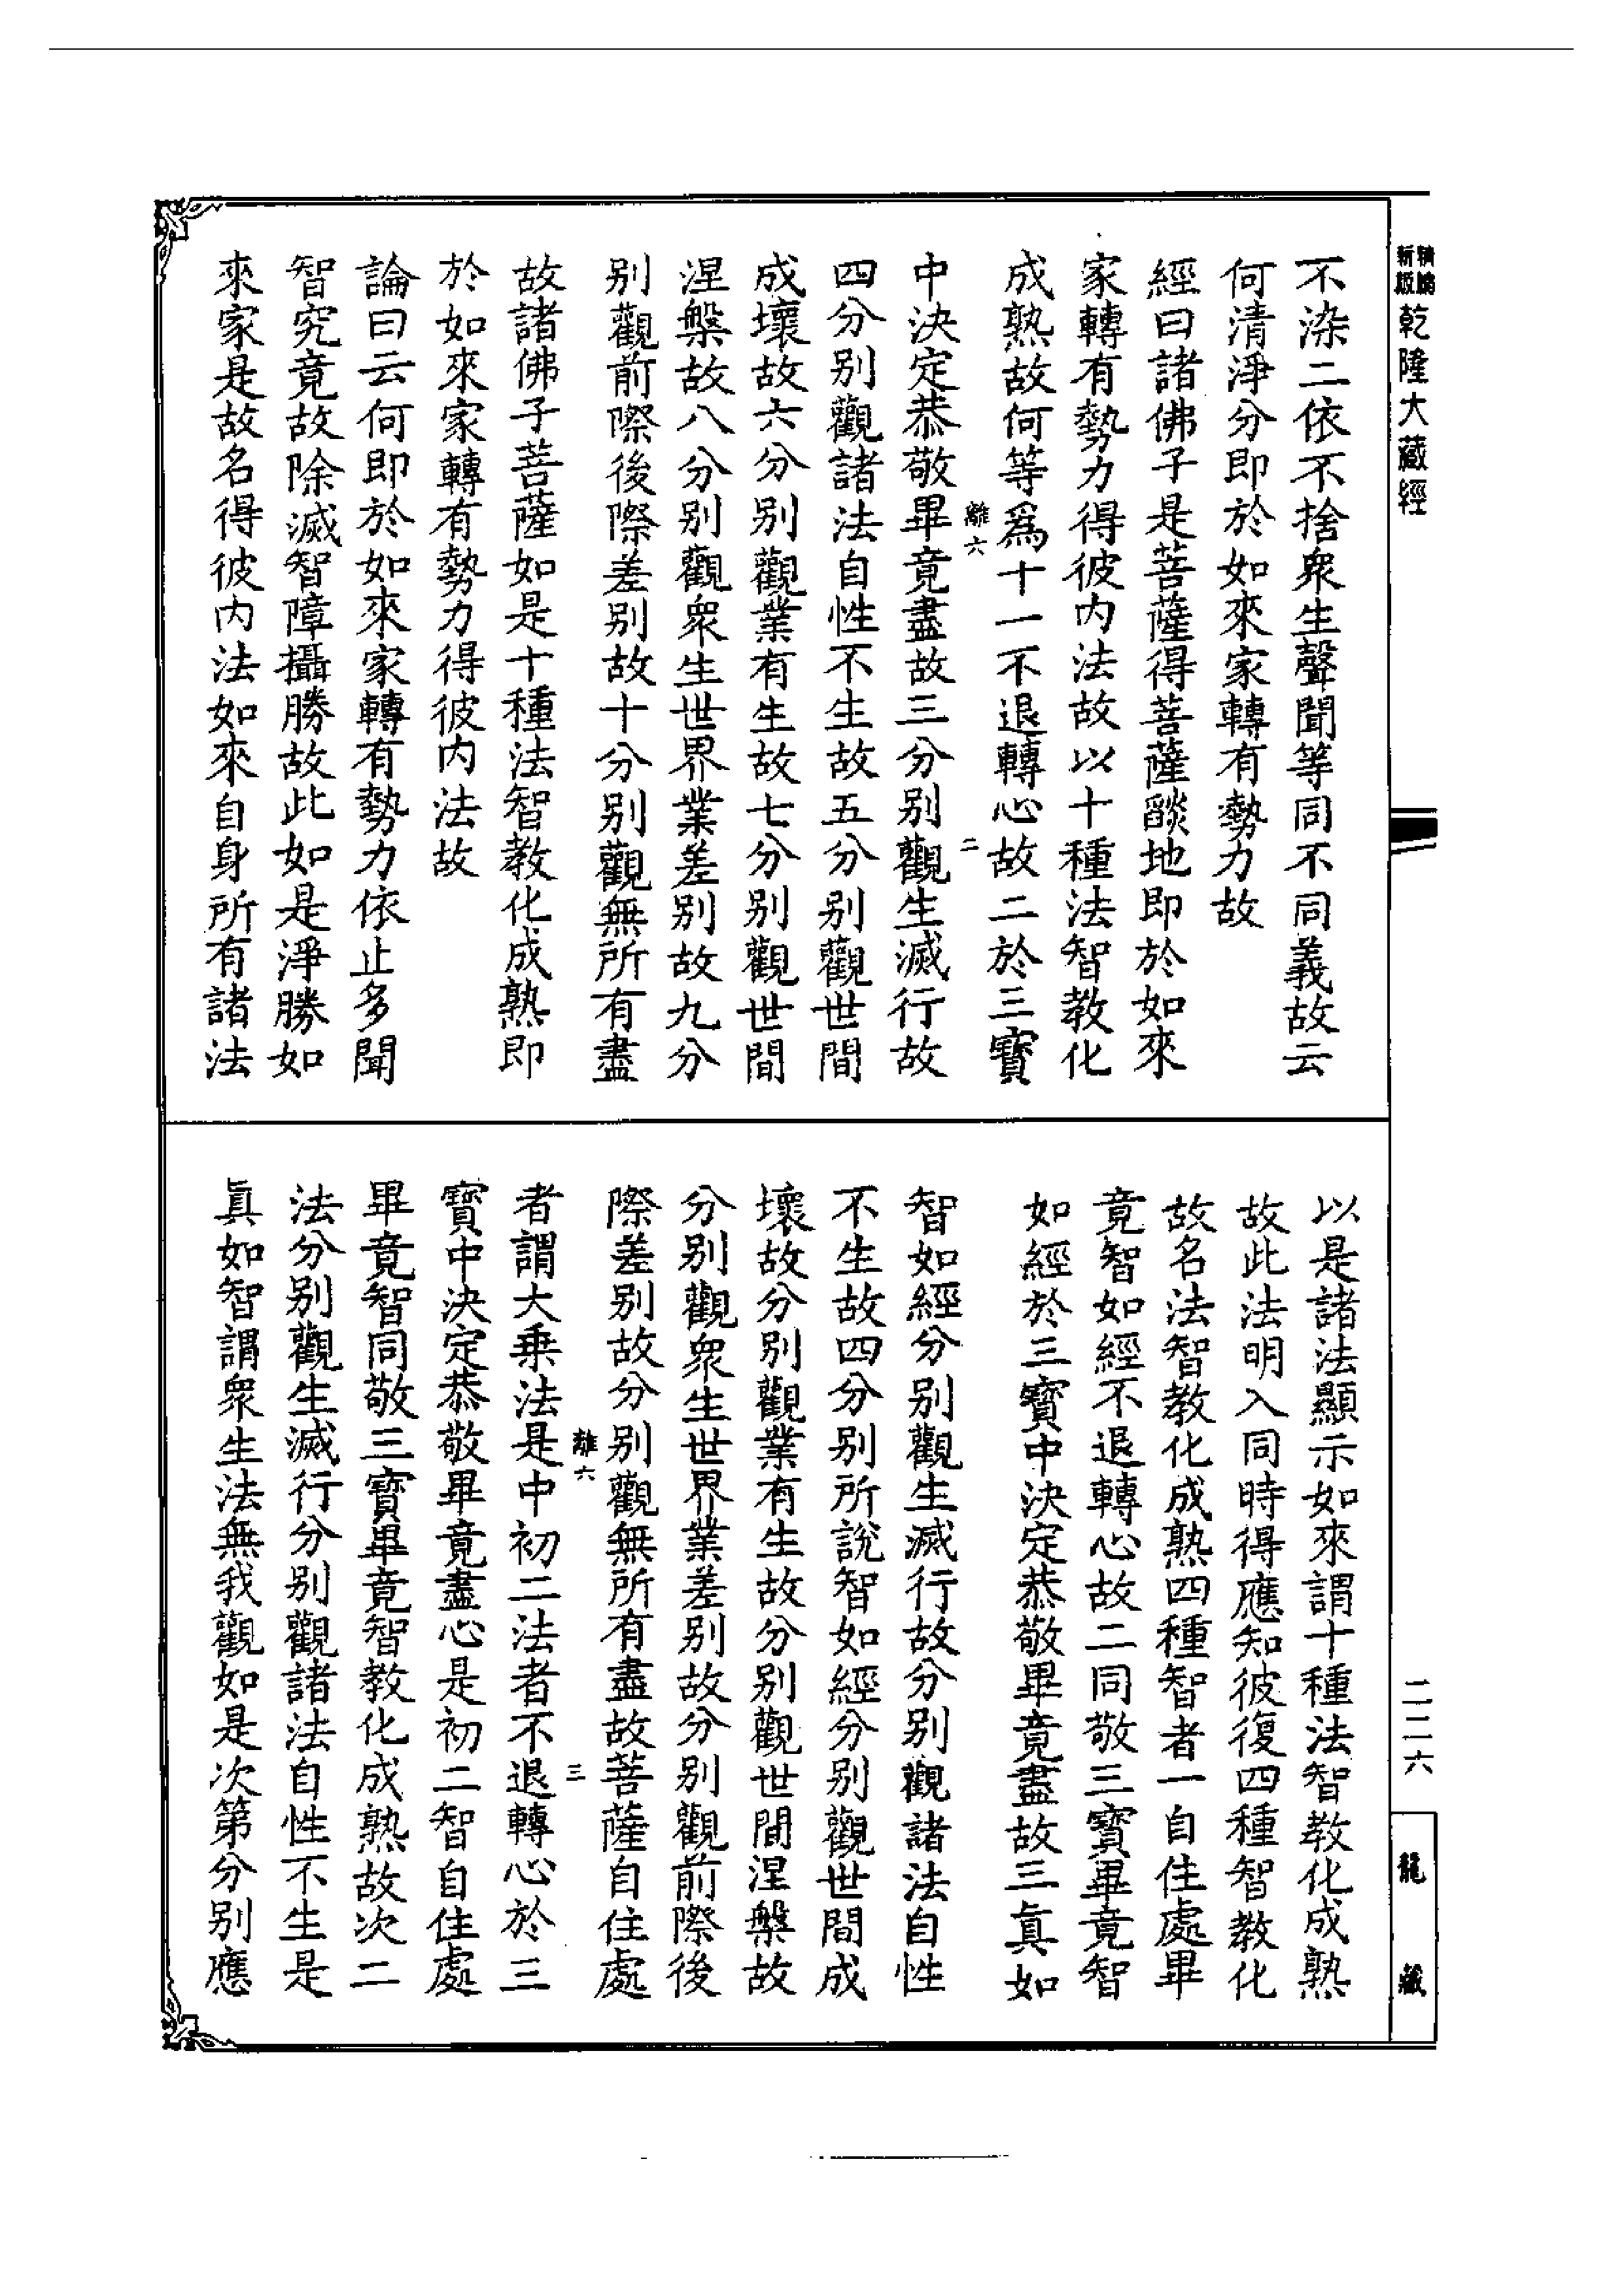 新版
精鵰
乾隆大藏經
不染二依不捨衆生聲聞等同不同義故云
何清淨分即於如來家轉有勢力故
經曰諸佛子是菩薩得菩薩𦦨地即於如來
家轉有勢力得彼内法故以十種法智教化
成熟故何等爲十一不退轉心故二於三寶
離六
二
中決定恭敬畢竟盡故三分别觀生滅行故
四分别觀諸法自性不生故五分别觀世間
成壞故六分别觀業有生故七分别觀世間
涅槃故八分别觀衆生世界業差别故九分
别觀前際後際差别故十分别觀無所有盡
故諸佛子菩薩如是十種法智教化成熟即
於如來家轉有勢力得彼内法故
論曰云何即於如來家轉有勢力依止多聞
智究竟故除滅智障攝勝故此如是淨勝如
來家是故名得彼内法如來自身所有諸法
以是諸法顯示如來謂十種法智教化成熟
故此法明入同時得應知彼復四種智教化
故名法智教化成熟四種智者一自住處畢
竟智如經不退轉心故二同敬三寶畢竟智
如經於三寶中決定恭敬畢竟盡故三眞如
智如經分别觀生滅行故分别觀諸法自性
不生故四分别所說智如經分别觀世間成
壞故分别觀業有生故分别觀世間涅槃故
分别觀衆生世界業差别故分别觀前際後
際差别故分别觀無所有盡故菩薩自住處
離六
三
者謂大乗法是中初二法者不退轉心於三
寶中決定恭敬畢竟盡心是初二智自住處
畢竟智同敬三寶畢竟智教化成熟故次二
法分别觀生滅行分别觀諸法自性不生是
眞如智謂衆生法無我觀如是次第分别應
二二六
龍藏